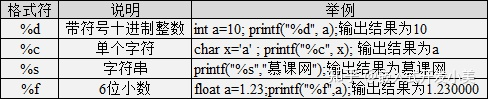 格式符 说明 举例
%d 带符号十进制整数 int a=10; printf("%d", a);输出结果为10
%c 单个字符 char x='a' ; printf("%c", x); 输出结果为a
%s 字符串 printf("%s","慕课网"); 输出结果为慕课网
%f 6位小数 float a=1.23;printf("%f",a);输出结果为1.230000